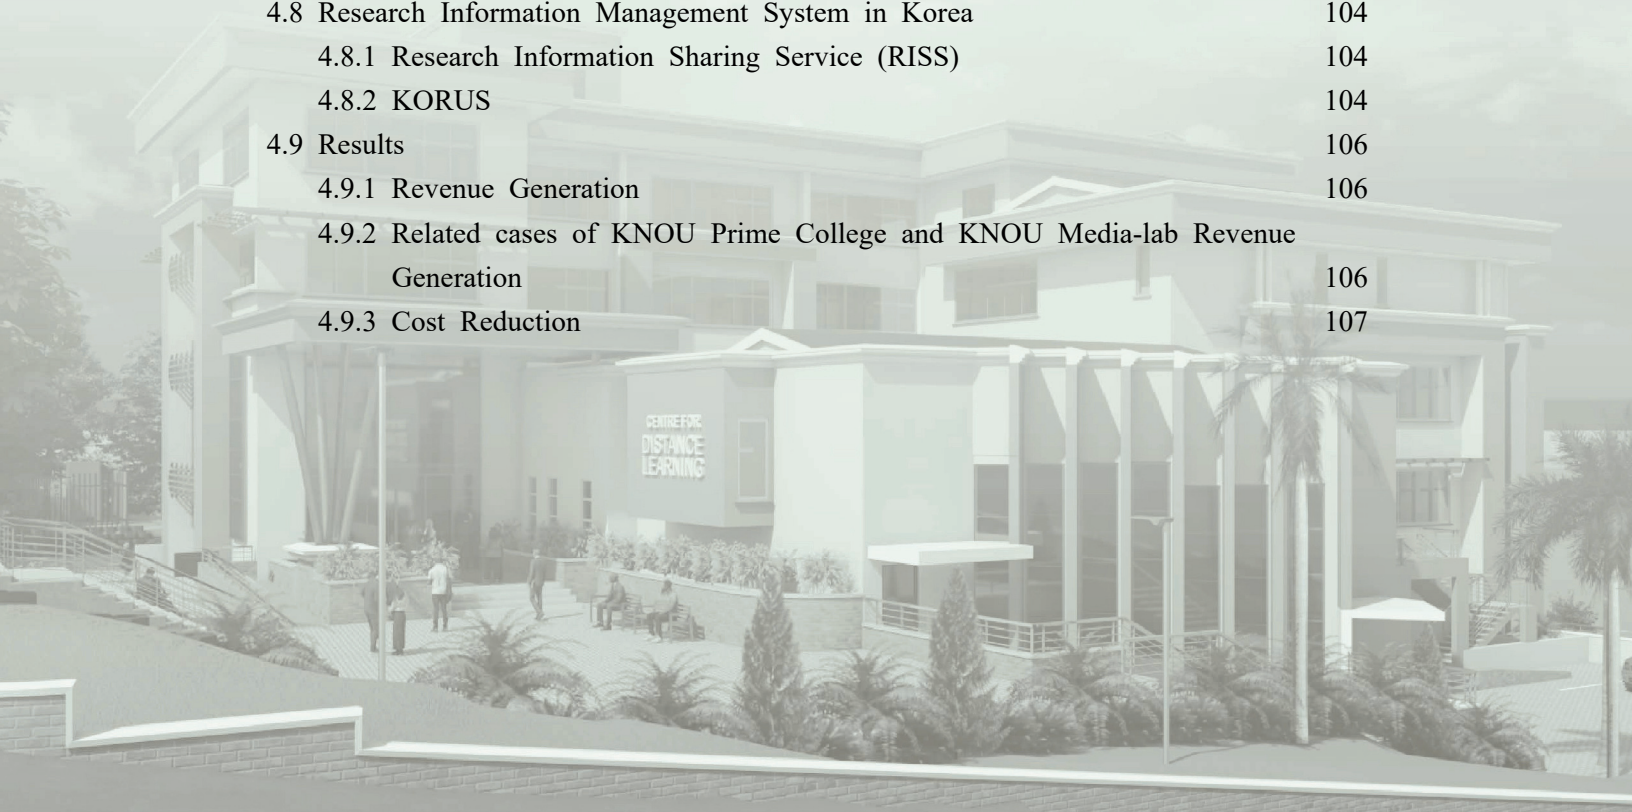 4.8 Research Information Management System in Korea 104
4.8.1 Research Information Sharing Service (RISS) 104
4.8.2 KORUS 104
4.9 Results 106
4.9.1 Revenue Generation 106
4.9.2 Related cases of KNOU Prime College and KNOU Media-lab Revenue
Generation 106
4.9.3 Cost Reduction 107
CENTRE FOR
DISTANCE
LEARNING